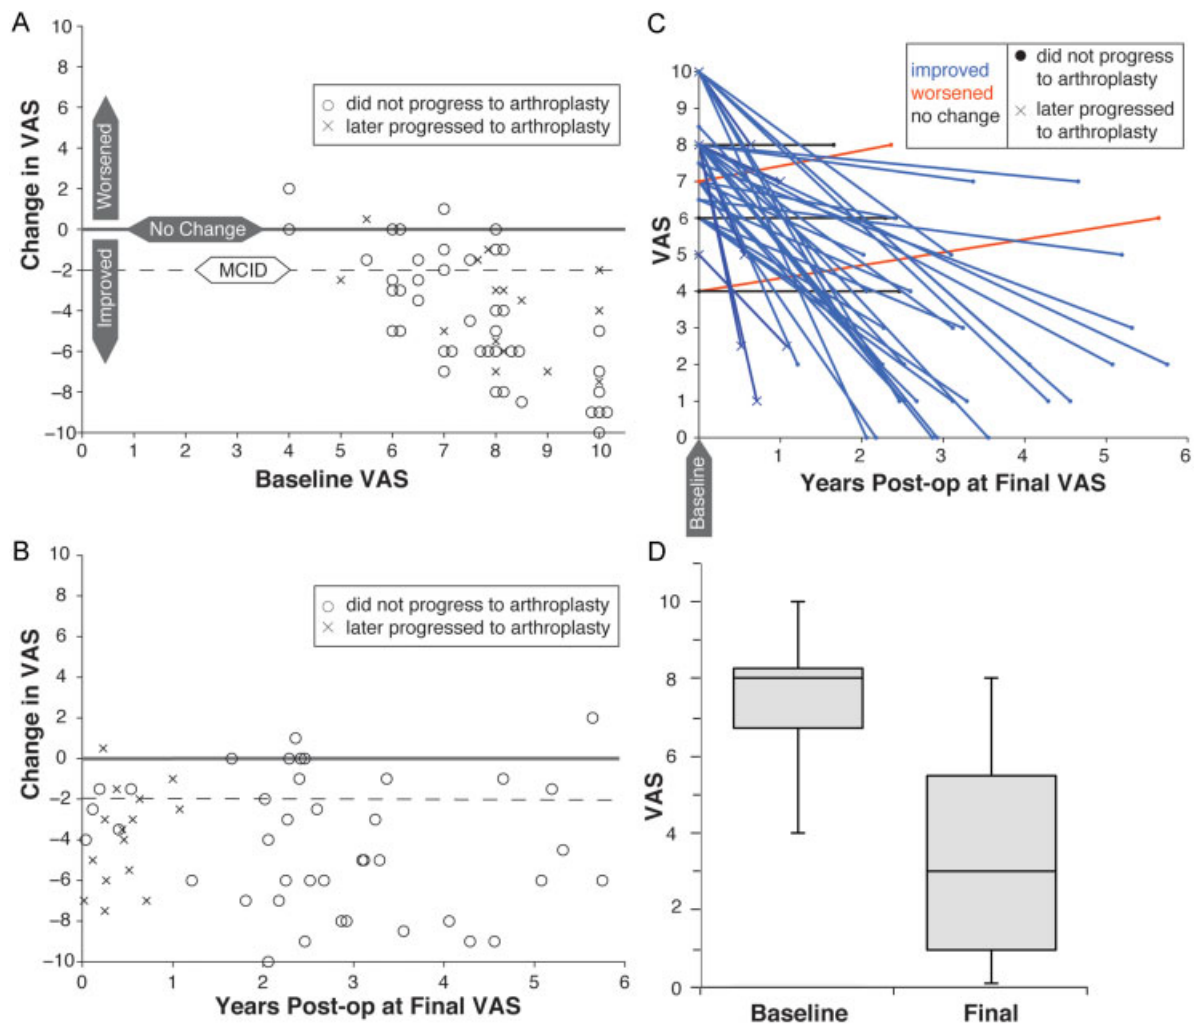 A
10
8
6
4
2
0
−2
−4
−6
−8
−10
Change in VAS
Worsened
Improved
No Change
MCID
○ did not progress to arthroplasty
× later progressed to arthroplasty
0 1 2 3 4 5 6 7 8 9 10
Baseline VAS
C
10
9
8
7
6
5
4
3
2
1
0
VAS
improved
worsened
no change
did not progress
to arthroplasty
later progressed
to arthroplasty
1 2 3 4 5 6
Years Post-op at Final VAS
Baseline
B
10
8
6
4
2
0
−2
−4
−6
−8
−10
Change in VAS
○ did not progress to arthroplasty
× later progressed to arthroplasty
0 1 2 3 4 5 6
Years Post-op at Final VAS
D
10
8
6
4
2
0
VAS
Baseline Final